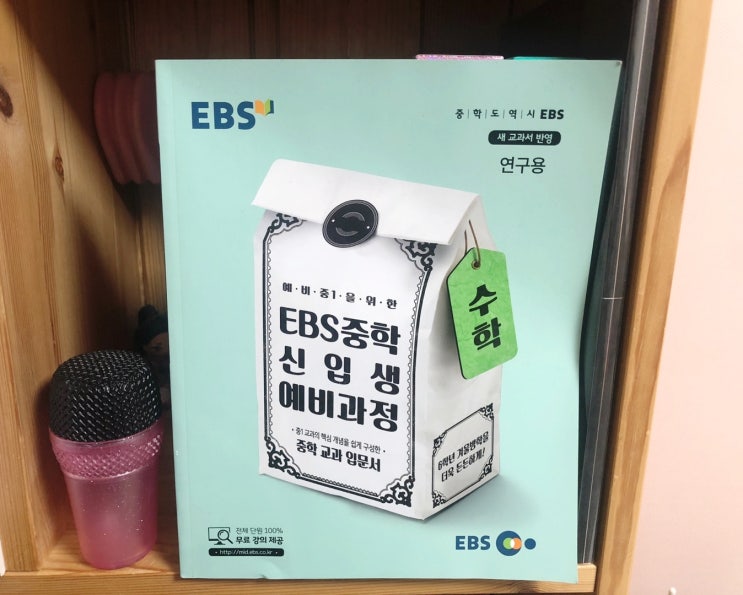 EBS
중|학|도|역|시 EBS
새 교과서 반영
연구용
수학
예·비·중1·을·위·한
EBS중학
신입생
예비과정
• 중1 교과의 핵심 개념을 쉽게 구성한 •
중학 교과 입문서
6학년 겨울방학을
더욱 든든하게!
전체 단원 100%
무료 강의 제공
• http://mid.ebs.co.kr •
EBS